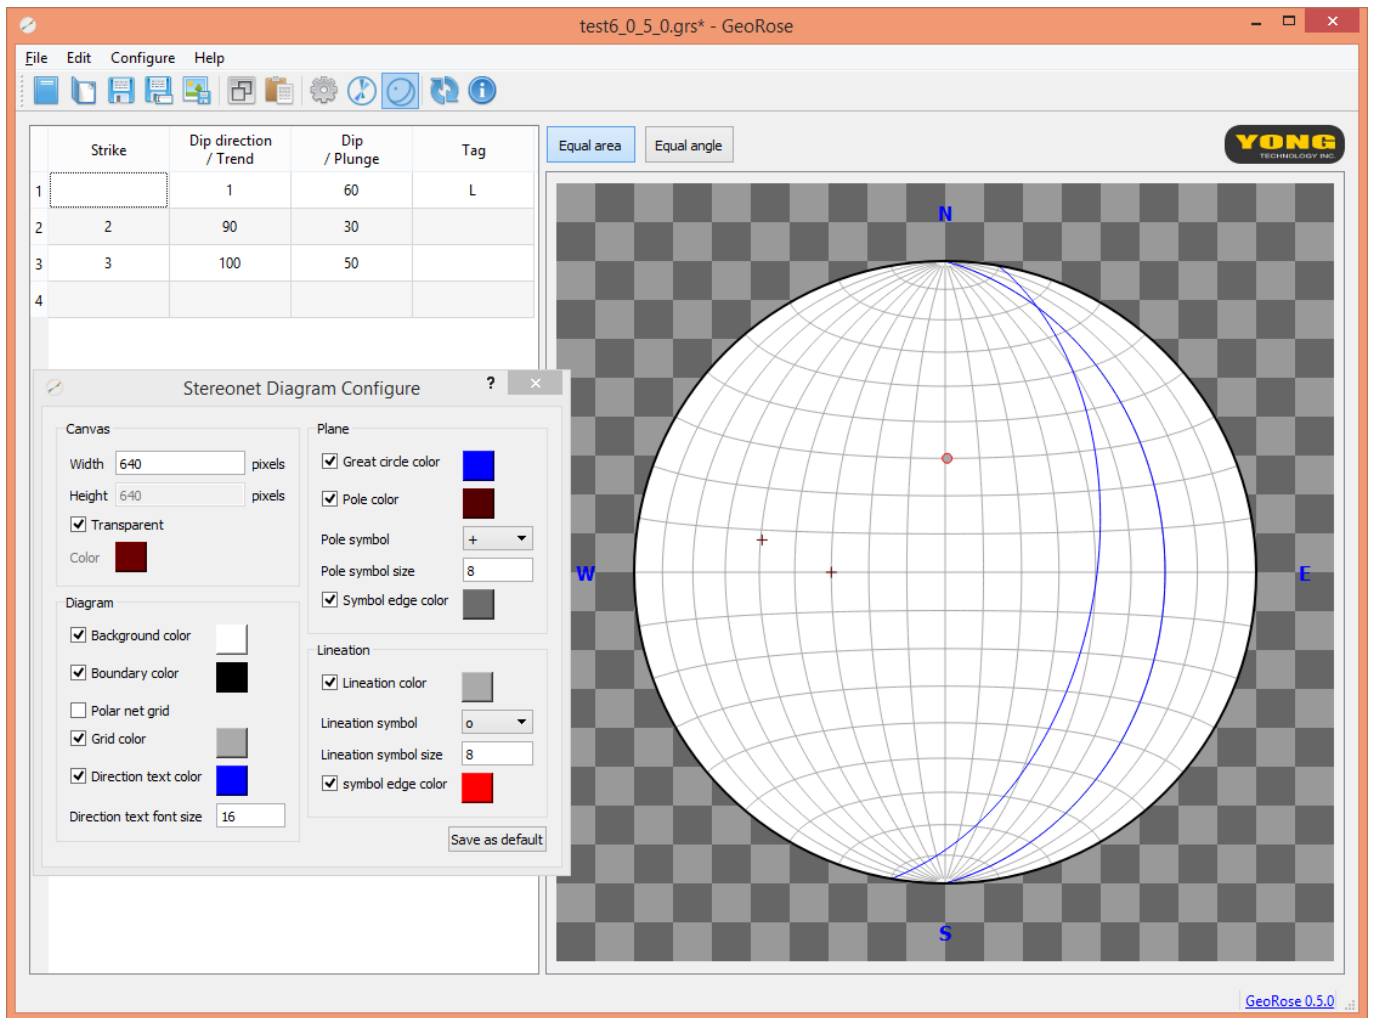 test6_0_5_0.grs* - GeoRose
File Edit Configure Help
Strike Dip direction / Trend Dip / Plunge Tag
1 1 60 L
2 2 90 30
3 3 100 50
4
Equal area Equal angle
YONG
TECHNOLOGY INC.
N
W
E
S
Stereonet Diagram Configure ?
Canvas
Width 640 pixels
Height 640 pixels
Transparent
Color
Diagram
Background color
Boundary color
Polar net grid
Grid color
Direction text color
Direction text font size 16
Plane
Great circle color
Pole color
Pole symbol +
Pole symbol size 8
Symbol edge color
Lineation
Lineation color
Lineation symbol o
Lineation symbol size 8
symbol edge color
Save as default
GeoRose 0.5.0